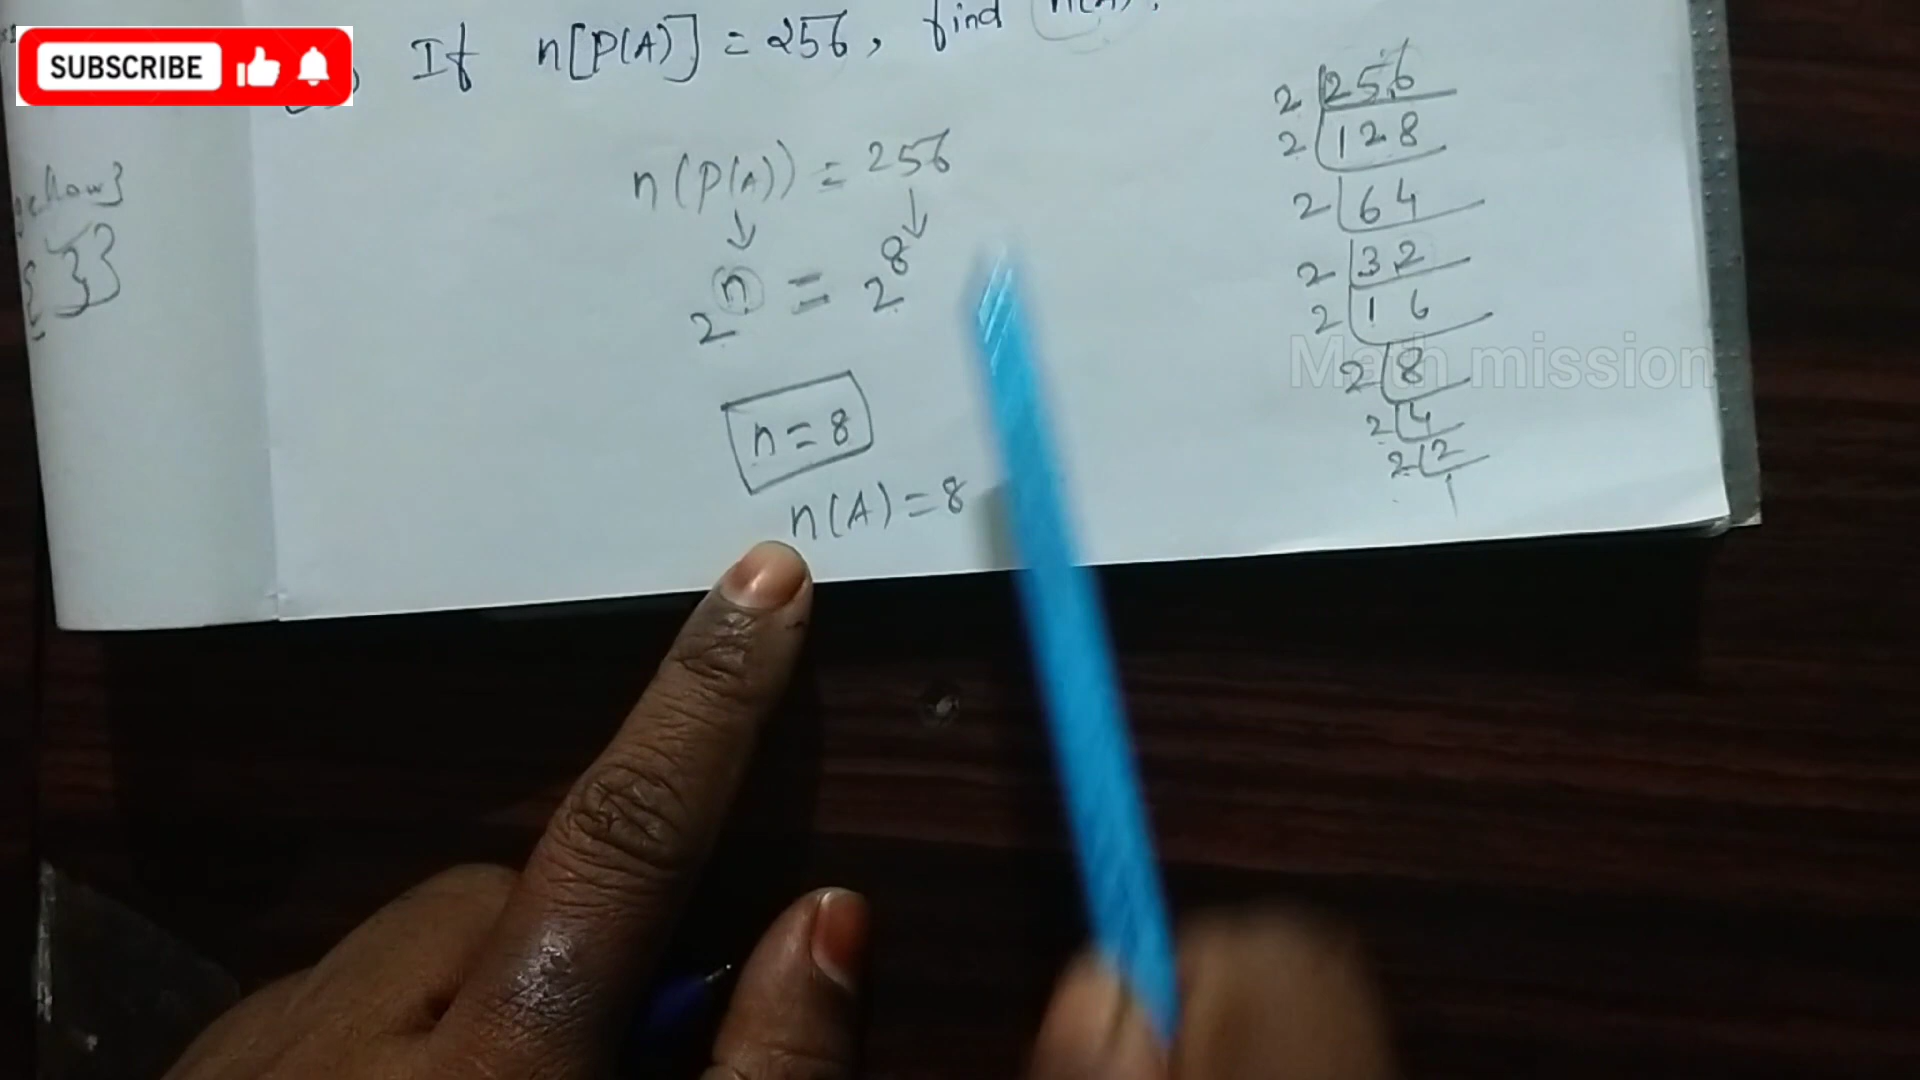 SUBSCRIBE
If n[P(A)] = 256, find n(A).
n(P(A)) = 256
↓ ↓
2^n = 2^8
n = 8
n(A) = 8
2 | 256
2 | 128
2 | 64
2 | 32
2 | 16
2 | 8
2 | 4
2 | 2
1
Math mission